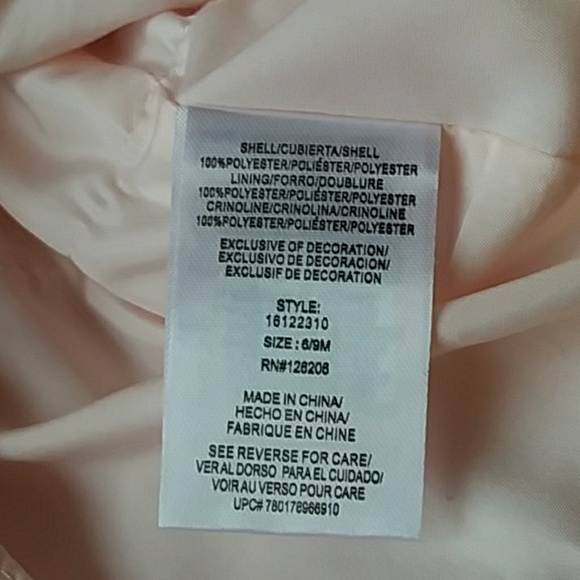 SHELL/CUBIERTA/SHELL
100%POLYESTER/POLIÉSTER/POLYESTER
LINING/FORRO/DOUBLURE
100%POLYESTER/POLIÉSTER/POLYESTER
CRINOLINE/CRINOLINA/CRINOLINE
100%POLYESTER/POLIÉSTER/POLYESTER
EXCLUSIVE OF DECORATION/
EXCLUSIVO DE DECORACION/
EXCLUSIF DE DECORATION
STYLE:
16122310
SIZE : 6/9M
RN#128206
MADE IN CHINA/
HECHO EN CHINA/
FABRIQUE EN CHINE
SEE REVERSE FOR CARE/
VER AL DORSO PARA EL CUIDADO/
VOIR AU VERSO POUR CARE
UPC# 780178966910